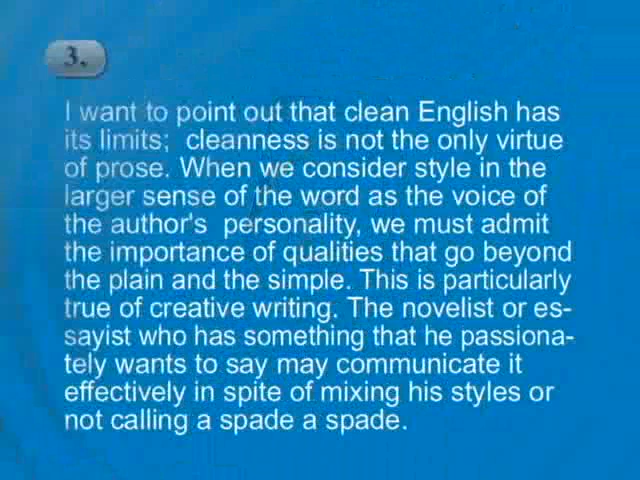 3.
I want to point out that clean English has
its limits; cleanness is not the only virtue
of prose. When we consider style in the
larger sense of the word as the voice of
the author's personality, we must admit
the importance of qualities that go beyond
the plain and the simple. This is particularly
true of creative writing. The novelist or es-
sayist who has something that he passiona-
tely wants to say may communicate it
effectively in spite of mixing his styles or
not calling a spade a spade.